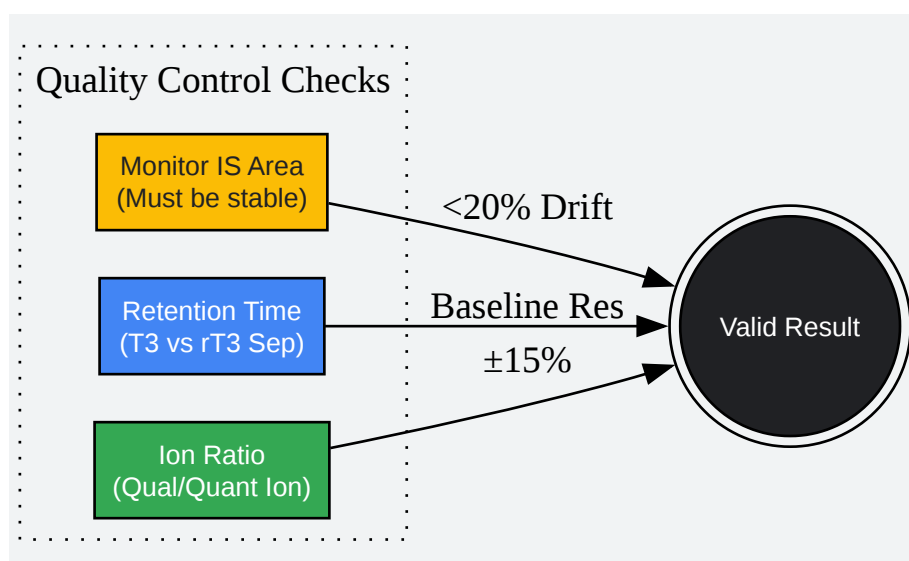 Quality Control Checks
Monitor IS Area
(Must be stable)
<20% Drift
Retention Time
(T3 vs rT3 Sep)
Baseline Res
Valid Result
±15%
Ion Ratio
(Qual/Quant Ion)